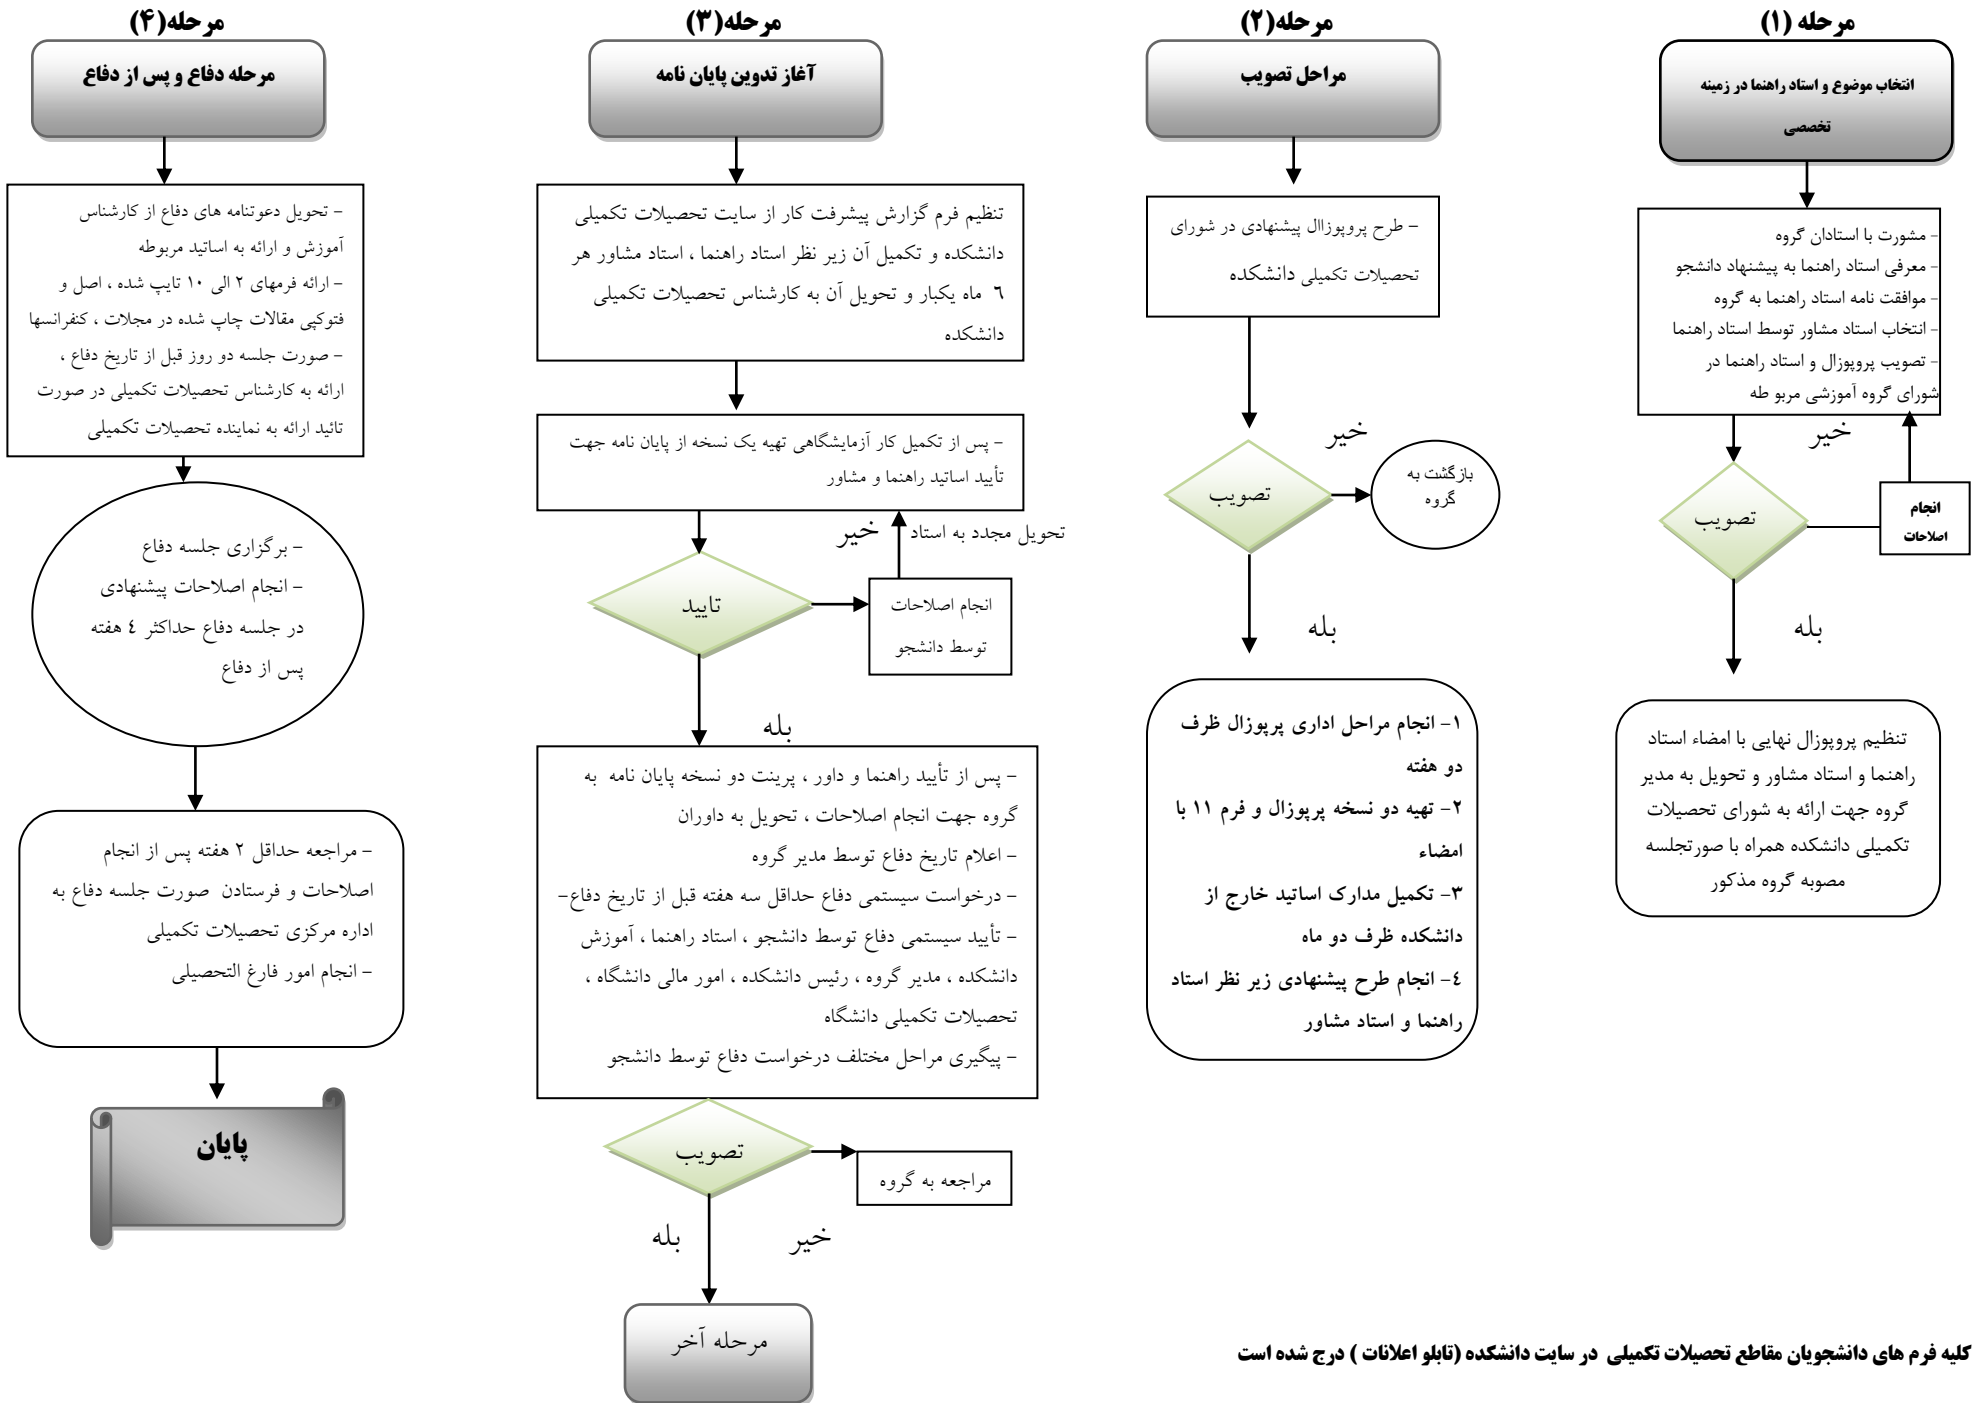 مرحله (۱)
انتخاب موضوع و استاد راهنما در زمینه
تخصصی
- مشورت با استادان گروه
- معرفی استاد راهنما به پیشنهاد دانشجو
- موافقت نامه استاد راهنما به گروه
- انتخاب استاد مشاور توسط استاد راهنما
- تصویب پروپوزال و استاد راهنما در
شورای گروه آموزشی مربو طه
خیر
تصویب
انجام
اصلاحات
بله
تنظیم پروپوزال نهایی با امضاء استاد
راهنما و استاد مشاور و تحویل به مدیر
گروه جهت ارائه به شورای تحصیلات
تکمیلی دانشکده همراه با صورتجلسه
مصوبه گروه مذکور
مرحله(۲)
مراحل تصویب
- طرح پروپوزاال پیشنهادی در شورای
تحصیلات تکمیلی دانشکده
خیر
تصویب
بازگشت به
گروه
بله
۱- انجام مراحل اداری پرپوزال ظرف
دو هفته
۲- تهیه دو نسخه پرپوزال و فرم ۱۱ با
امضاء
۳- تکمیل مدارک اساتید خارج از
دانشکده ظرف دو ماه
٤- انجام طرح پیشنهادی زیر نظر استاد
راهنما و استاد مشاور
مرحله(۳)
آغاز تدوین پایان نامه
تنظیم فرم گزارش پیشرفت کار از سایت تحصیلات تکمیلی
دانشکده و تکمیل آن زیر نظر استاد راهنما ، استاد مشاور هر
٦ ماه یکبار و تحویل آن به کارشناس تحصیلات تکمیلی
دانشکده
- پس از تکمیل کار آزمایشگاهی تهیه یک نسخه از پایان نامه جهت
تأیید اساتید راهنما و مشاور
خیر
تحویل مجدد به استاد
تایید
انجام اصلاحات
توسط دانشجو
بله
- پس از تأیید راهنما و داور ، پرینت دو نسخه پایان نامه به
گروه جهت انجام اصلاحات ، تحویل به داوران
- اعلام تاریخ دفاع توسط مدیر گروه
- درخواست سیستمی دفاع حداقل سه هفته قبل از تاریخ دفاع-
- تأیید سیستمی دفاع توسط دانشجو ، استاد راهنما ، آموزش
دانشکده ، مدیر گروه ، رئیس دانشکده ، امور مالی دانشگاه ،
تحصیلات تکمیلی دانشگاه
- پیگیری مراحل مختلف درخواست دفاع توسط دانشجو
تصویب
مراجعه به گروه
خیر
بله
مرحله آخر
مرحله(۴)
مرحله دفاع و پس از دفاع
- تحویل دعوتنامه های دفاع از کارشناس
آموزش و ارائه به اساتید مربوطه
- ارائه فرمهای ۲ الی ۱۰ تایپ شده ، اصل و
فتوکپی مقالات چاپ شده در مجلات ، کنفرانسها
- صورت جلسه دو روز قبل از تاریخ دفاع ،
ارائه به کارشناس تحصیلات تکمیلی در صورت
تائید ارائه به نماینده تحصیلات تکمیلی
- برگزاری جلسه دفاع
- انجام اصلاحات پیشنهادی
در جلسه دفاع حداکثر ٤ هفته
پس از دفاع
- مراجعه حداقل ۲ هفته پس از انجام
اصلاحات و فرستادن صورت جلسه دفاع به
اداره مرکزی تحصیلات تکمیلی
- انجام امور فارغ التحصیلی
پایان
کلیه فرم های دانشجویان مقاطع تحصیلات تکمیلی در سایت دانشکده (تابلو اعلانات ) درج شده است